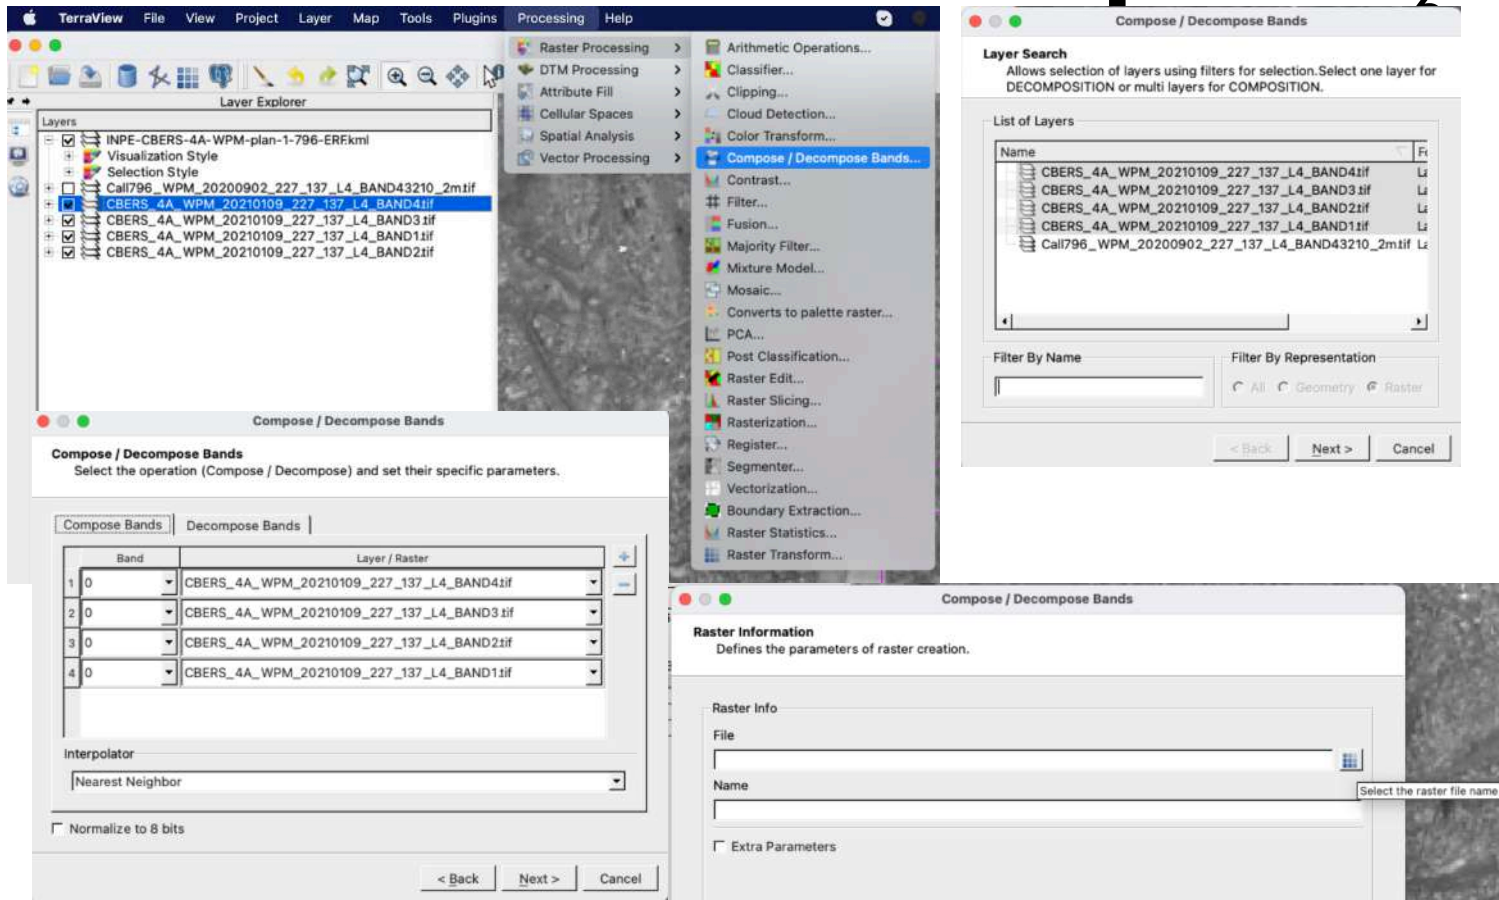 TerraView File View Project Layer Map Tools Plugins Processing Help
Layer Explorer
Layers
INPE-CBERS-4A-WPM-plan-1-796-ERF.kml
Visualization Style
Selection Style
Call796_WPM_20200902_227_137_L4_BAND43210_2m.tif
CBERS_4A_WPM_20210109_227_137_L4_BAND4.tif
CBERS_4A_WPM_20210109_227_137_L4_BAND3.tif
CBERS_4A_WPM_20210109_227_137_L4_BAND1.tif
CBERS_4A_WPM_20210109_227_137_L4_BAND2.tif
Raster Processing
DTM Processing
Attribute Fill
Cellular Spaces
Spatial Analysis
Vector Processing
Arithmetic Operations...
Classifier...
Clipping...
Cloud Detection...
Color Transform...
Compose / Decompose Bands...
Contrast...
Filter...
Fusion...
Majority Filter...
Mixture Model...
Mosaic...
Converts to palette raster...
PCA...
Post Classification...
Raster Edit...
Raster Slicing...
Rasterization...
Register...
Segmenter...
Vectorization...
Boundary Extraction...
Raster Statistics...
Raster Transform...
Compose / Decompose Bands
Layer Search
Allows selection of layers using filters for selection.Select one layer for
DECOMPOSITION or multi layers for COMPOSITION.
List of Layers
Name
CBERS_4A_WPM_20210109_227_137_L4_BAND4.tif
CBERS_4A_WPM_20210109_227_137_L4_BAND3.tif
CBERS_4A_WPM_20210109_227_137_L4_BAND2.tif
CBERS_4A_WPM_20210109_227_137_L4_BAND1.tif
Call796_WPM_20200902_227_137_L4_BAND43210_2m.tif
Filter By Name
Filter By Representation
All Geometry Raster
< Back Next > Cancel
Compose / Decompose Bands
Compose / Decompose Bands
Select the operation (Compose / Decompose) and set their specific parameters.
Compose Bands Decompose Bands
Band Layer / Raster
1 0 CBERS_4A_WPM_20210109_227_137_L4_BAND4.tif
2 0 CBERS_4A_WPM_20210109_227_137_L4_BAND3.tif
3 0 CBERS_4A_WPM_20210109_227_137_L4_BAND2.tif
4 0 CBERS_4A_WPM_20210109_227_137_L4_BAND1.tif
Interpolator
Nearest Neighbor
Normalize to 8 bits
< Back Next > Cancel
Compose / Decompose Bands
Raster Information
Defines the parameters of raster creation.
Raster Info
File
Name
Select the raster file name
Extra Parameters